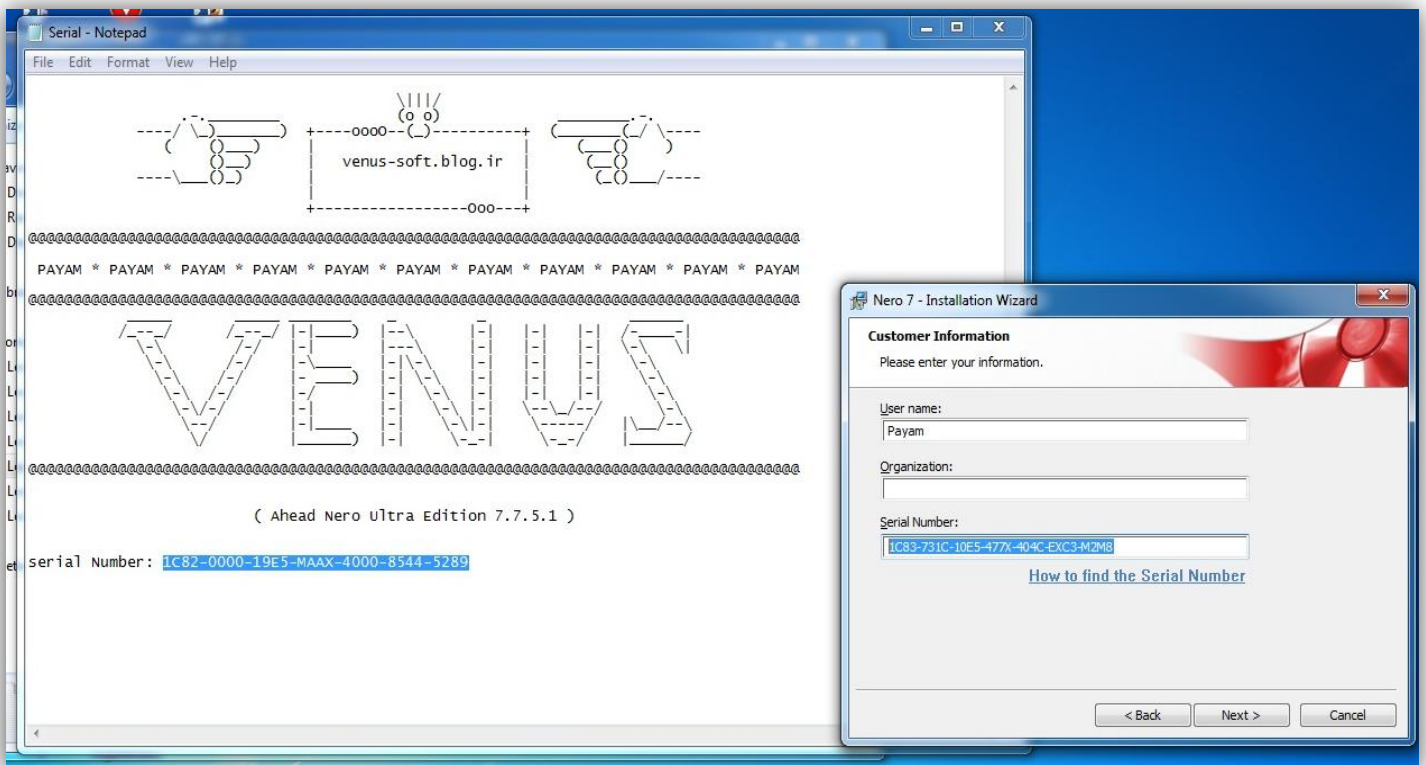 Serial - Notepad
File Edit Format View Help
venus-soft.blog.ir
PAYAM * PAYAM * PAYAM * PAYAM * PAYAM * PAYAM * PAYAM * PAYAM * PAYAM * PAYAM * PAYAM
VENUS
( Ahead Nero Ultra Edition 7.7.5.1 )
serial Number: 1C82-0000-19E5-MAAX-4000-8544-5289
Nero 7 - Installation Wizard
Customer Information
Please enter your information.
User name:
Payam
Organization:
Serial Number:
1C83-731C-10E5-477X-404C-EXC3-M2M8
How to find the Serial Number
< Back Next > Cancel